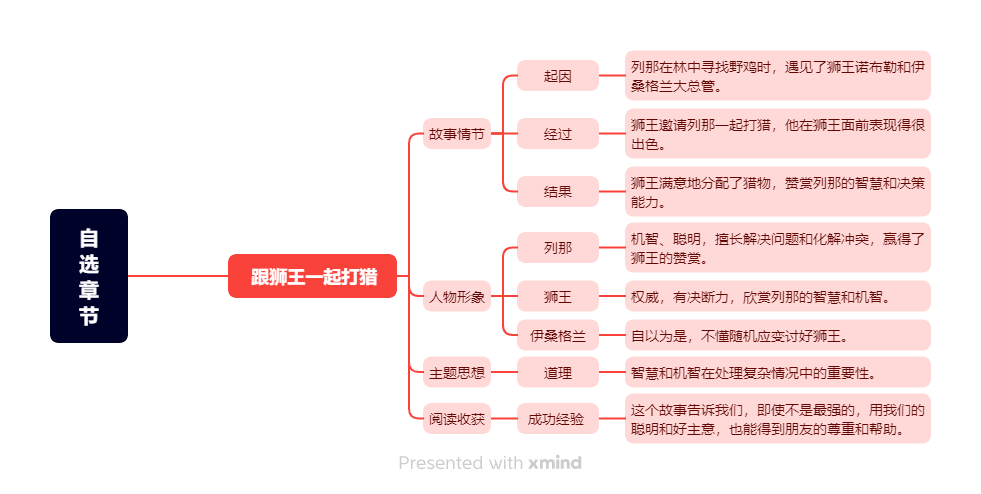 自
选
章
节
跟狮王一起打猎
故事情节
起因
列那在林中寻找野鸡时，遇见了狮王诺布勒和伊
桑格兰大总管。
经过
狮王邀请列那一起打猎，他在狮王面前表现得很
出色。
结果
狮王满意地分配了猎物，赞赏列那的智慧和决策
能力。
人物形象
列那
机智、聪明，擅长解决问题和化解冲突，赢得了
狮王的赞赏。
狮王
权威，有决断力，欣赏列那的智慧和机智。
伊桑格兰
自以为是，不懂随机应变讨好狮王。
主题思想
道理
智慧和机智在处理复杂情况中的重要性。
阅读收获
成功经验
这个故事告诉我们，即使不是最强的，用我们的
聪明和好主意，也能得到朋友的尊重和帮助。
Presented with xmind